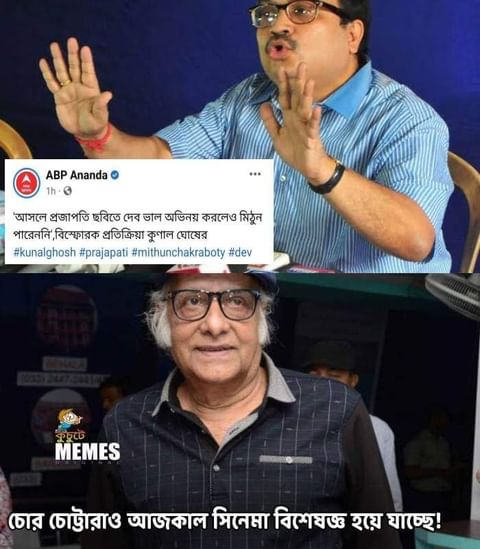 ABP Ananda
1h
'আসলে প্রজাপতি ছবিতে দেব ভাল অভিনয় করলেও মিঠুন
পারেননি',বিস্ফোরক প্রতিক্রিয়া কুণাল ঘোষের
#kunalghosh #prajapati #mithunchakraboty #dev
কুঁচুটে
MEMES
ORIGINAL
চোর চোট্টারাও আজকাল সিনেমা বিশেষজ্ঞ হয়ে যাচ্ছে!